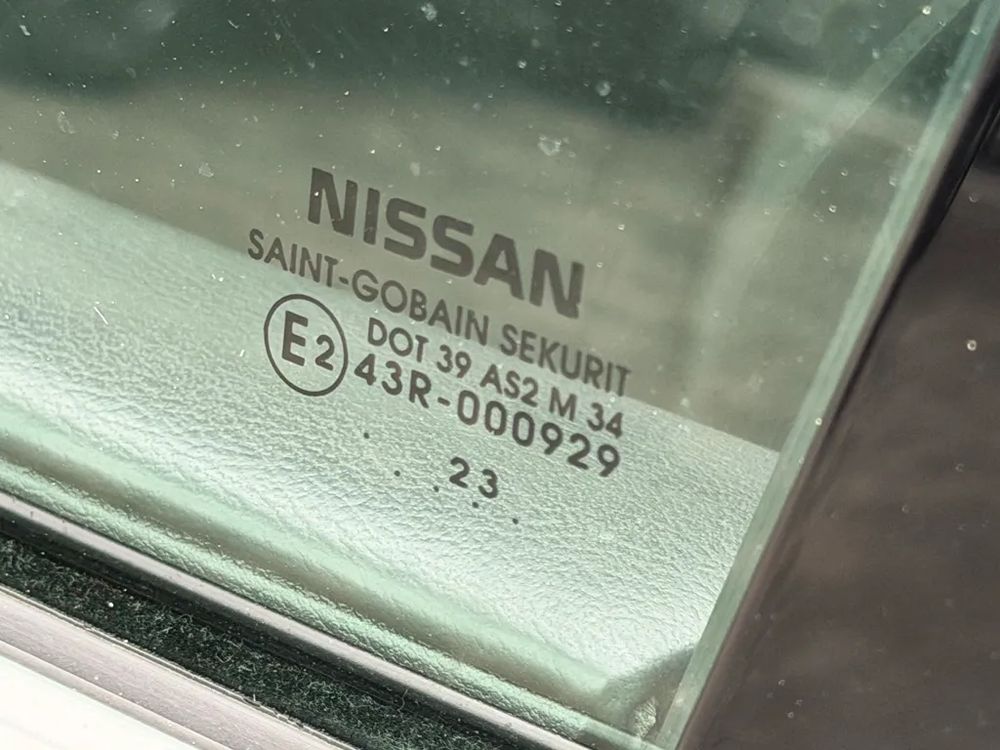 NISSAN
SAINT-GOBAIN SEKURIT
DOT 39 AS2 M 34
E2 43R-000929
23